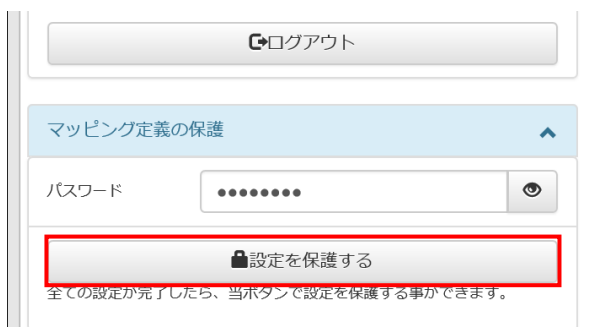 ログアウト
マッピング定義の保護
パスワード ●●●●●●●●
設定を保護する
全ての設定が完了したら、当ボタンで設定を保護する事ができます。